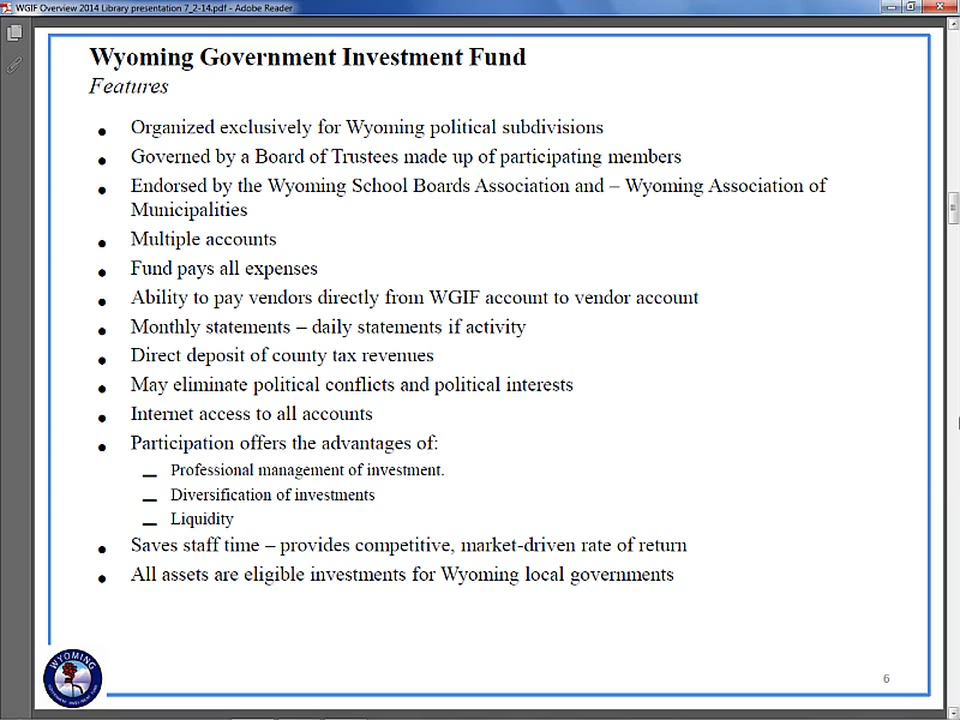 WGIF Overview 2014 Library presentation 7_2-14.pdf - Adobe Reader
Wyoming Government Investment Fund
Features
• Organized exclusively for Wyoming political subdivisions
• Governed by a Board of Trustees made up of participating members
• Endorsed by the Wyoming School Boards Association and – Wyoming Association of
Municipalities
• Multiple accounts
• Fund pays all expenses
• Ability to pay vendors directly from WGIF account to vendor account
• Monthly statements – daily statements if activity
• Direct deposit of county tax revenues
• May eliminate political conflicts and political interests
• Internet access to all accounts
• Participation offers the advantages of:
– Professional management of investment.
– Diversification of investments
– Liquidity
• Saves staff time – provides competitive, market-driven rate of return
• All assets are eligible investments for Wyoming local governments
WYOMING
GOVERNMENT INVESTMENT FUND
6